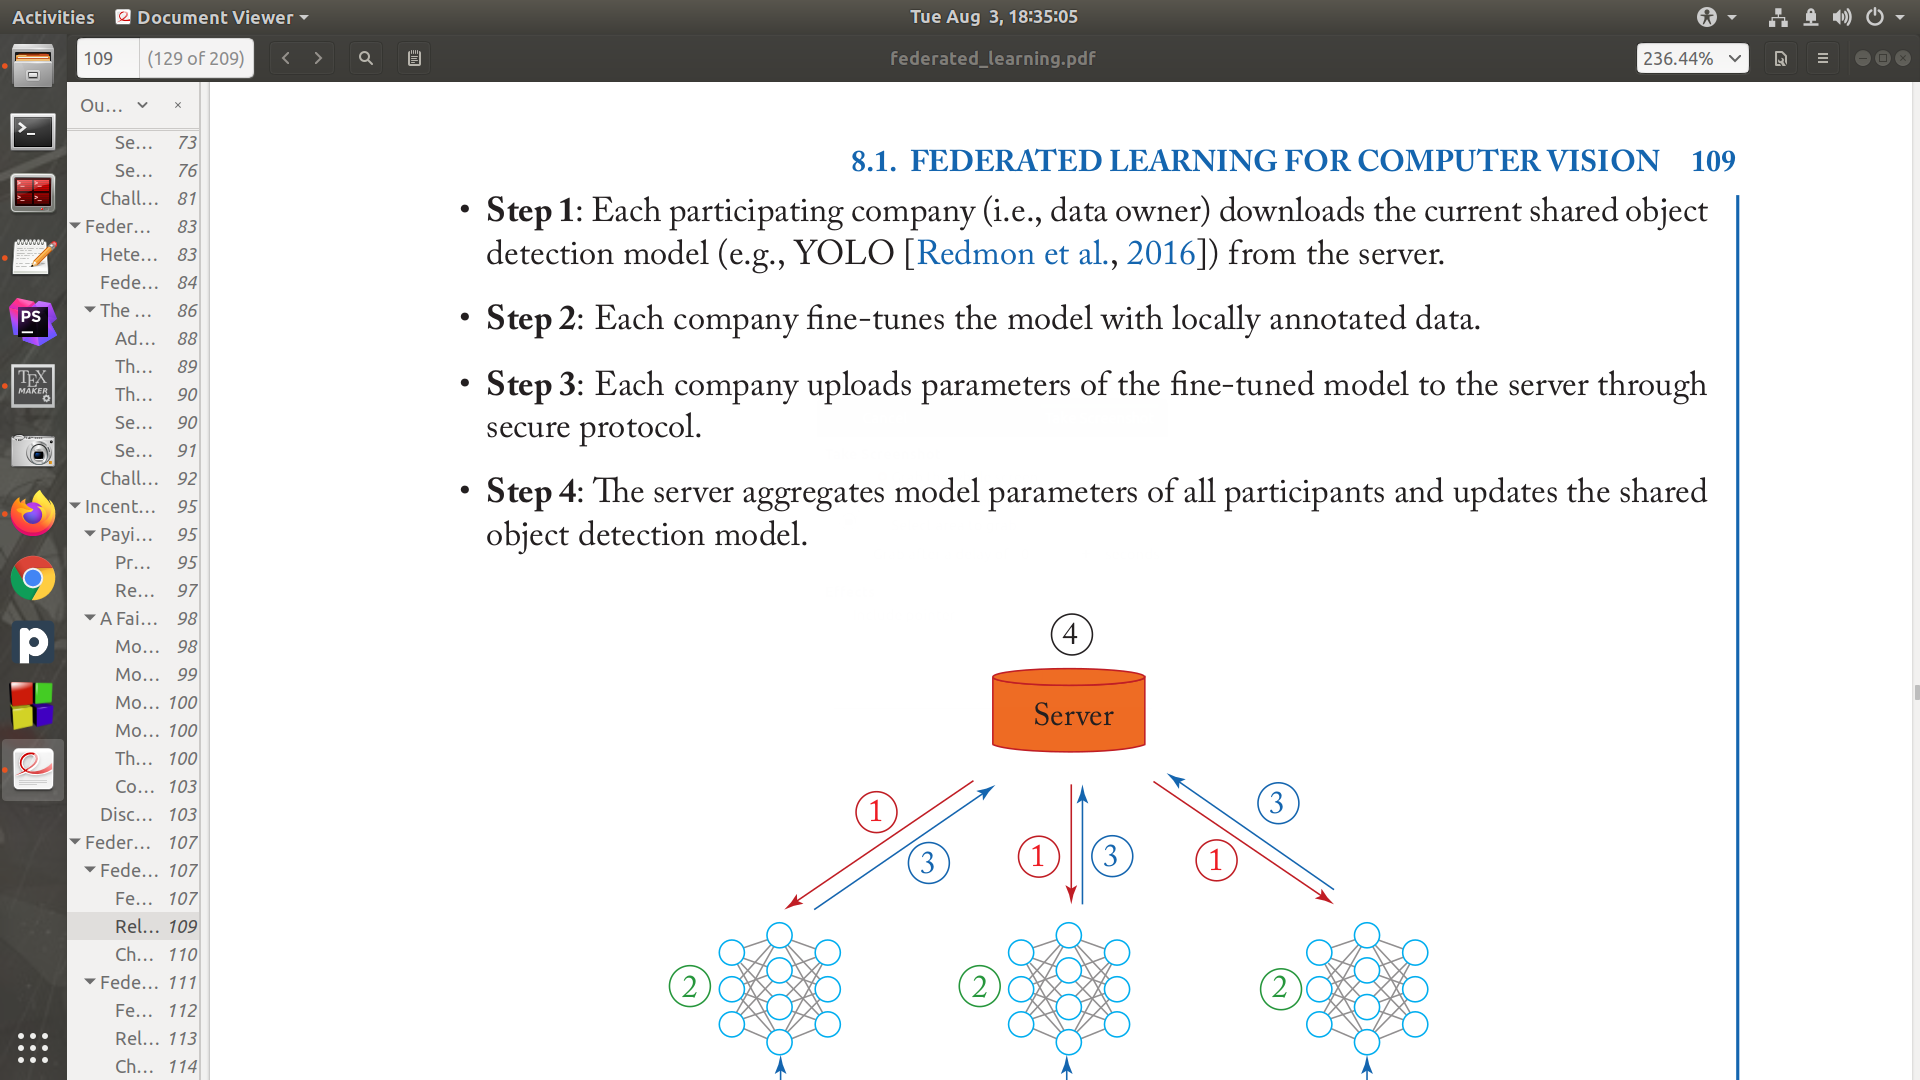 Activities
Document Viewer
Tue Aug 3, 18:35:05
109
(129 of 209)
federated_learning.pdf
236.44%
Ou...
Se... 73
Se... 76
Chall... 81
Feder... 83
Hete... 83
Fede... 84
The ... 86
Ad... 88
Th... 89
Th... 90
Se... 90
Se... 91
Chall... 92
Incent... 95
Payi... 95
Pr... 95
Re... 97
A Fai... 98
Mo... 98
Mo... 99
Mo... 100
Mo... 100
Th... 100
Co... 103
Disc... 103
Feder... 107
Fede... 107
Fe... 107
Rel... 109
Ch... 110
Fede... 111
Fe... 112
Rel... 113
Ch... 114
PS
TEX
MAKER
p
8.1. FEDERATED LEARNING FOR COMPUTER VISION 109
• Step 1: Each participating company (i.e., data owner) downloads the current shared object
detection model (e.g., YOLO [Redmon et al., 2016]) from the server.
• Step 2: Each company fine-tunes the model with locally annotated data.
• Step 3: Each company uploads parameters of the fine-tuned model to the server through
secure protocol.
• Step 4: The server aggregates model parameters of all participants and updates the shared
object detection model.
4
Server
1
3
1
3
1
3
2
2
2